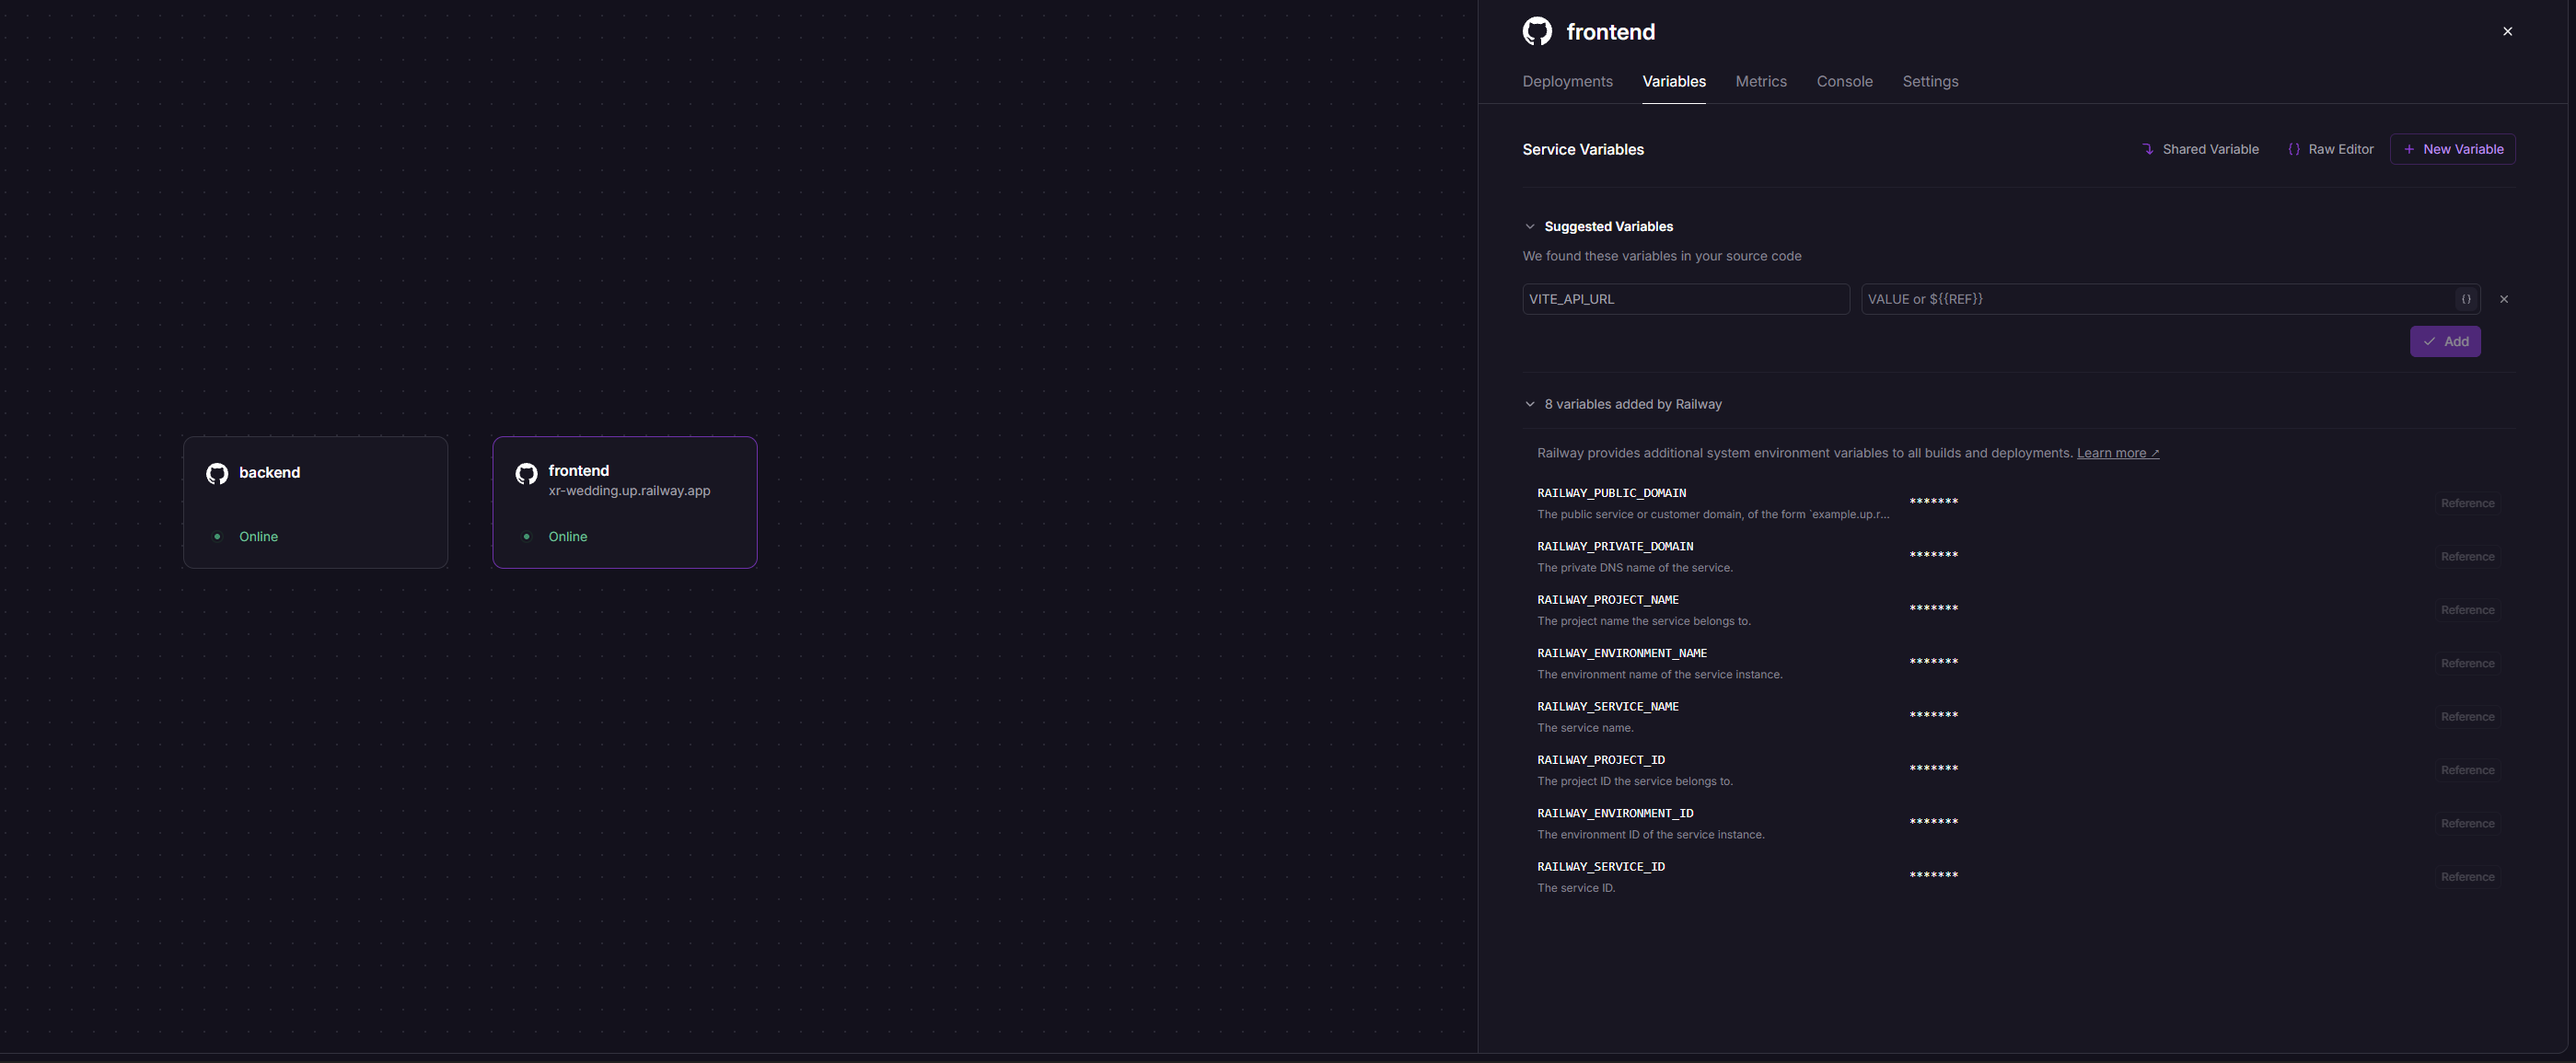 backend
Online
frontend
xr-wedding.up.railway.app
Online
frontend
Deployments Variables Metrics Console Settings
Service Variables Shared Variable {} Raw Editor + New Variable
Suggested Variables
We found these variables in your source code
VITE_API_URL VALUE or ${{REF}} {}
Add
8 variables added by Railway
Railway provides additional system environment variables to all builds and deployments. Learn more ↗
RAILWAY_PUBLIC_DOMAIN ******* Reference
The public service or custom domain, of the form `example.up.r...
RAILWAY_PRIVATE_DOMAIN ******* Reference
The private DNS name of the service.
RAILWAY_PROJECT_NAME ******* Reference
The project name the service belongs to.
RAILWAY_ENVIRONMENT_NAME ******* Reference
The environment name of the service instance.
RAILWAY_SERVICE_NAME ******* Reference
The service name.
RAILWAY_PROJECT_ID ******* Reference
The project ID the service belongs to.
RAILWAY_ENVIRONMENT_ID ******* Reference
The environment ID of the service instance.
RAILWAY_SERVICE_ID ******* Reference
The service ID.